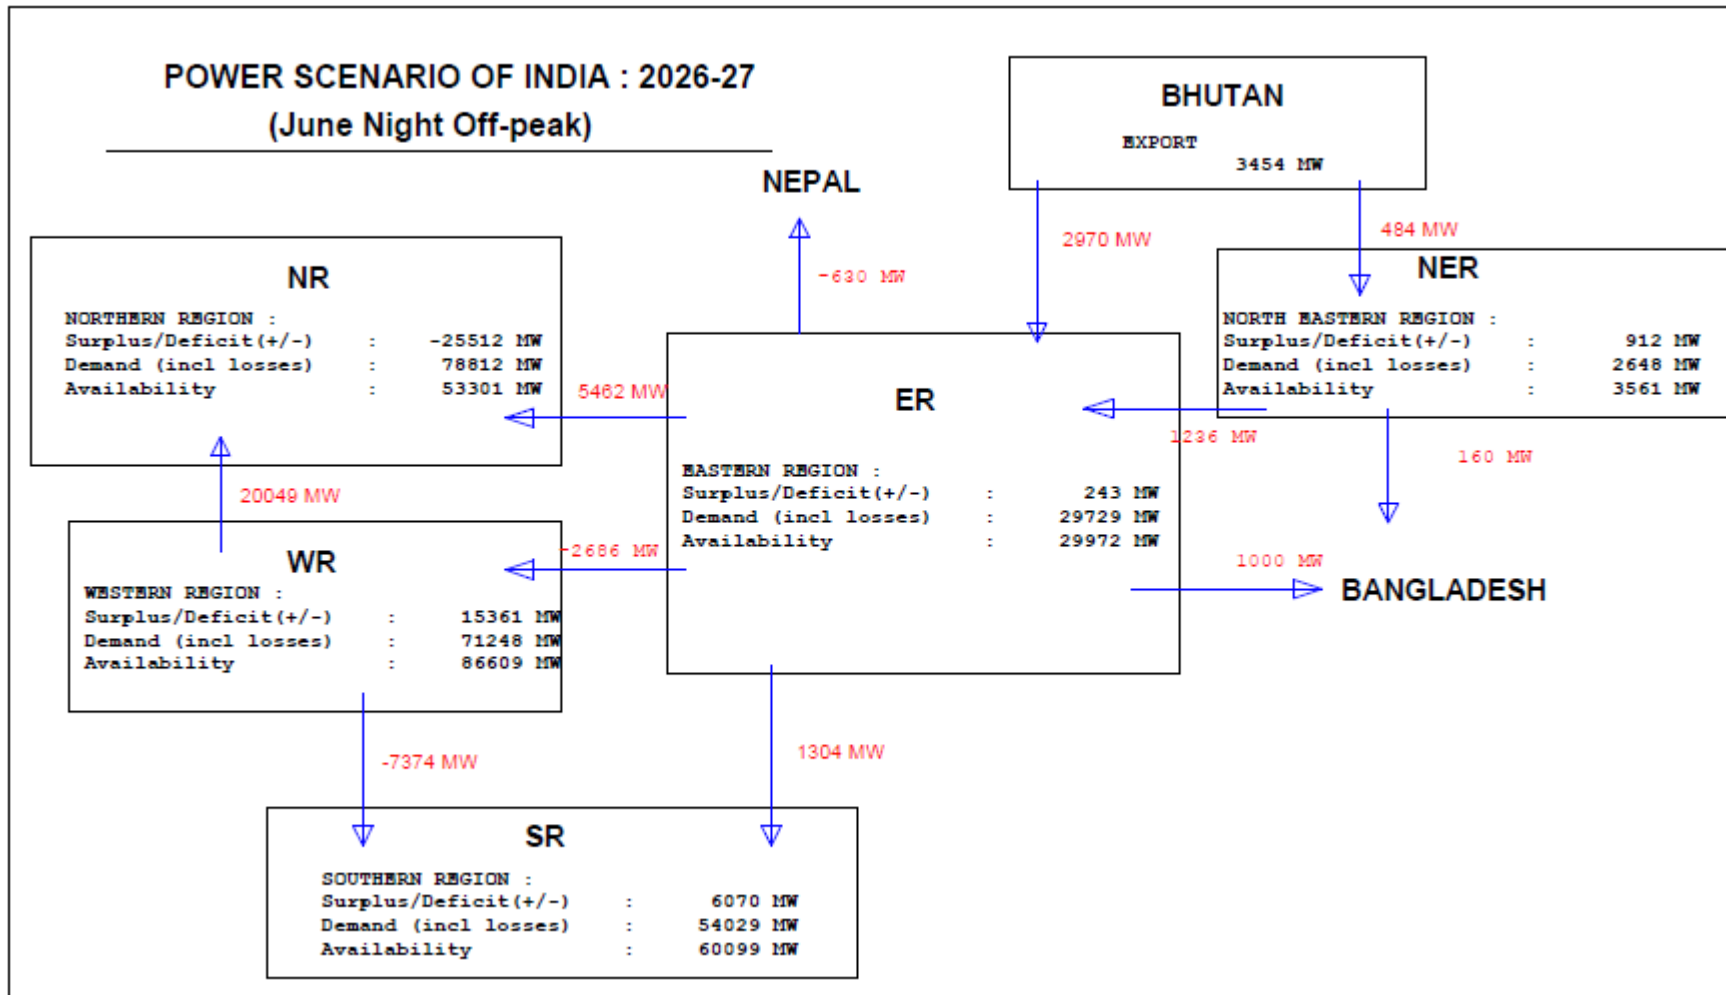 POWER SCENARIO OF INDIA : 2026-27
(June Night Off-peak)
BHUTAN
EXPORT
3454 MW
NEPAL
2970 MW
484 MW
-630 MW
NR
NORTHERN REGION :
Surplus/Deficit(+/-) : -25512 MW
Demand (incl losses) : 78812 MW
Availability : 53301 MW
NER
NORTH EASTERN REGION :
Surplus/Deficit(+/-) : 912 MW
Demand (incl losses) : 2648 MW
Availability : 3561 MW
5462 MW
ER
1236 MW
160 MW
EASTERN REGION :
Surplus/Deficit(+/-) : 243 MW
Demand (incl losses) : 29729 MW
Availability : 29972 MW
20049 MW
-2686 MW
1000 MW
BANGLADESH
WR
WESTERN REGION :
Surplus/Deficit(+/-) : 15361 MW
Demand (incl losses) : 71248 MW
Availability : 86609 MW
-7374 MW
1304 MW
SR
SOUTHERN REGION :
Surplus/Deficit(+/-) : 6070 MW
Demand (incl losses) : 54029 MW
Availability : 60099 MW